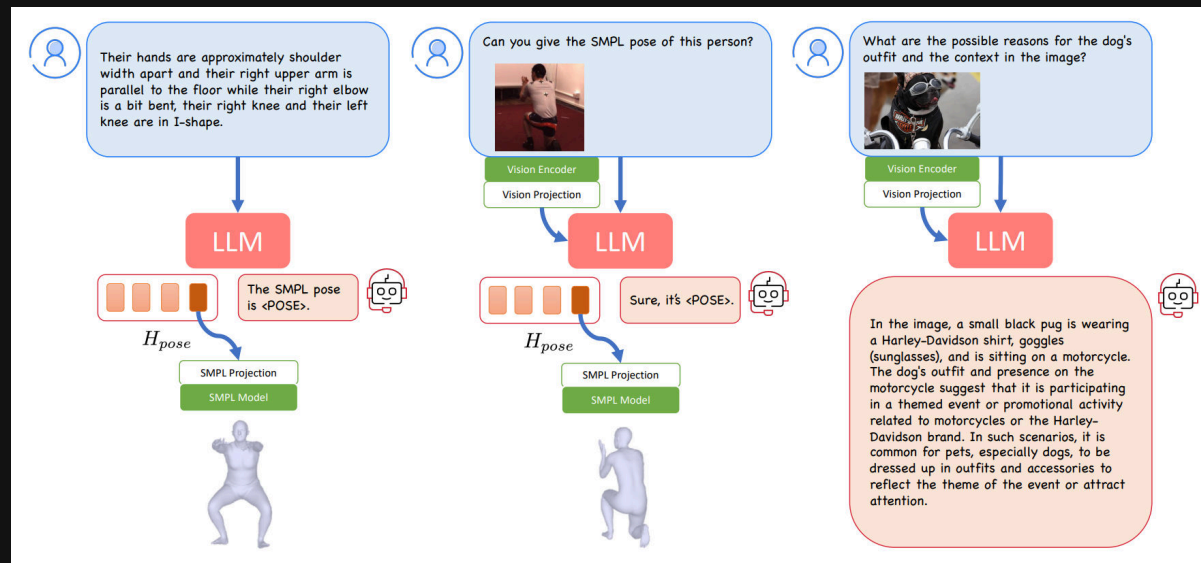 Their hands are approximately shoulder
width apart and their right upper arm is
parallel to the floor while their right elbow
is a bit bent, their right knee and their left
knee are in I-shape.
LLM
The SMPL pose
is <POSE>.
H_pose
SMPL Projection
SMPL Model
Can you give the SMPL pose of this person?
Vision Encoder
Vision Projection
LLM
Sure, it's <POSE>.
H_pose
SMPL Projection
SMPL Model
What are the possible reasons for the dog's
outfit and the context in the image?
Vision Encoder
Vision Projection
LLM
In the image, a small black pug is wearing
a Harley-Davidson shirt, goggles
(sunglasses), and is sitting on a motorcycle.
The dog's outfit and presence on the
motorcycle suggest that it is participating
in a themed event or promotional activity
related to motorcycles or the Harley-
Davidson brand. In such scenarios, it is
common for pets, especially dogs, to be
dressed up in outfits and accessories to
reflect the theme of the event or attract
attention.